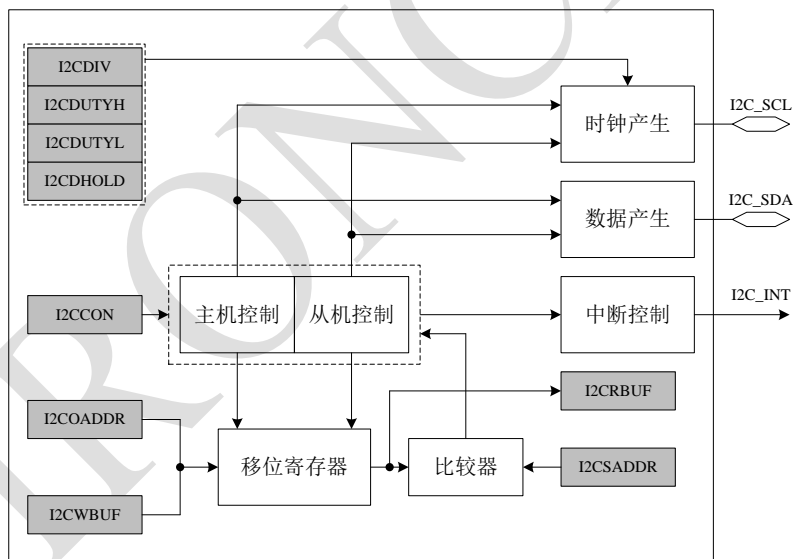 I2CDIV
I2CDUTYH
I2CDUTYL
I2CDHOLD
时钟产生
I2C_SCL
数据产生
I2C_SDA
I2CCON
主机控制
从机控制
中断控制
I2C_INT
I2CRBUF
I2COADDR
移位寄存器
比较器
I2CSADDR
I2CWBUF